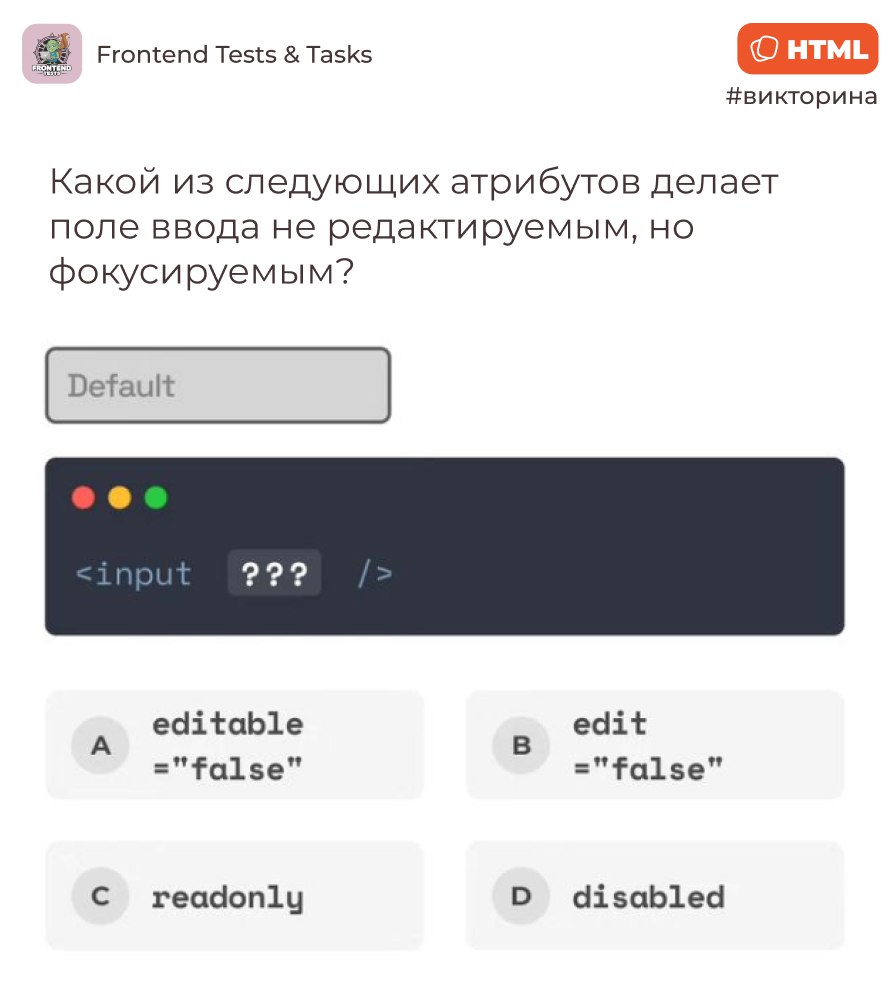 FRONTEND
TESTS
Frontend Tests & Tasks
HTML
#викторина
Какой из следующих атрибутов делает
поле ввода не редактируемым, но
фокусируемым?
Default
<input ??? />
A
editable
="false"
B
edit
="false"
C
readonly
D
disabled